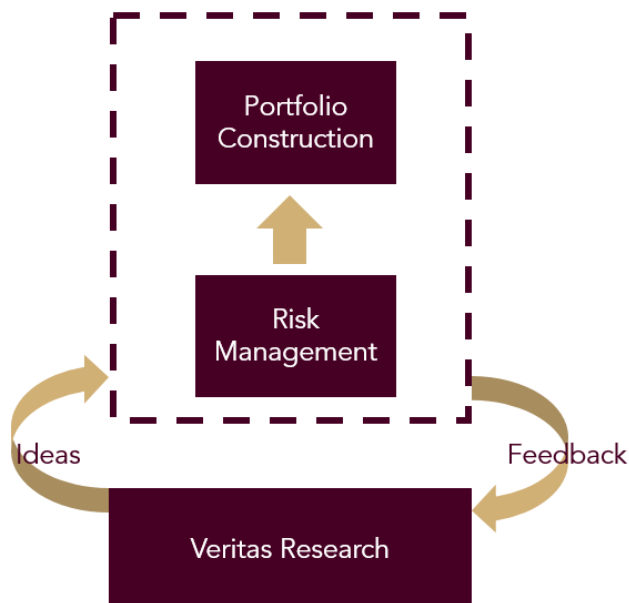 Portfolio
Construction
Risk
Management
Ideas
Feedback
Veritas Research